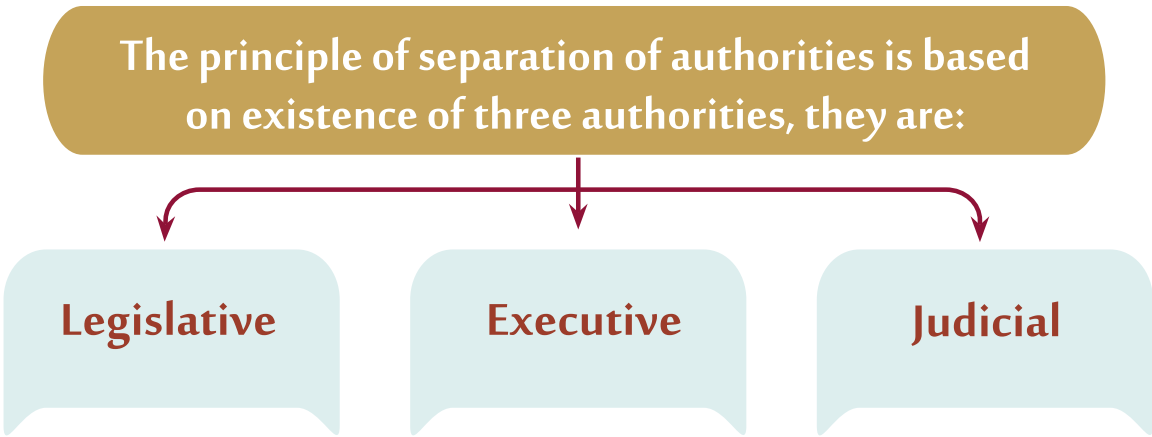 The principle of separation of authorities is based
on existence of three authorities, they are:
Legislative
Executive
Judicial